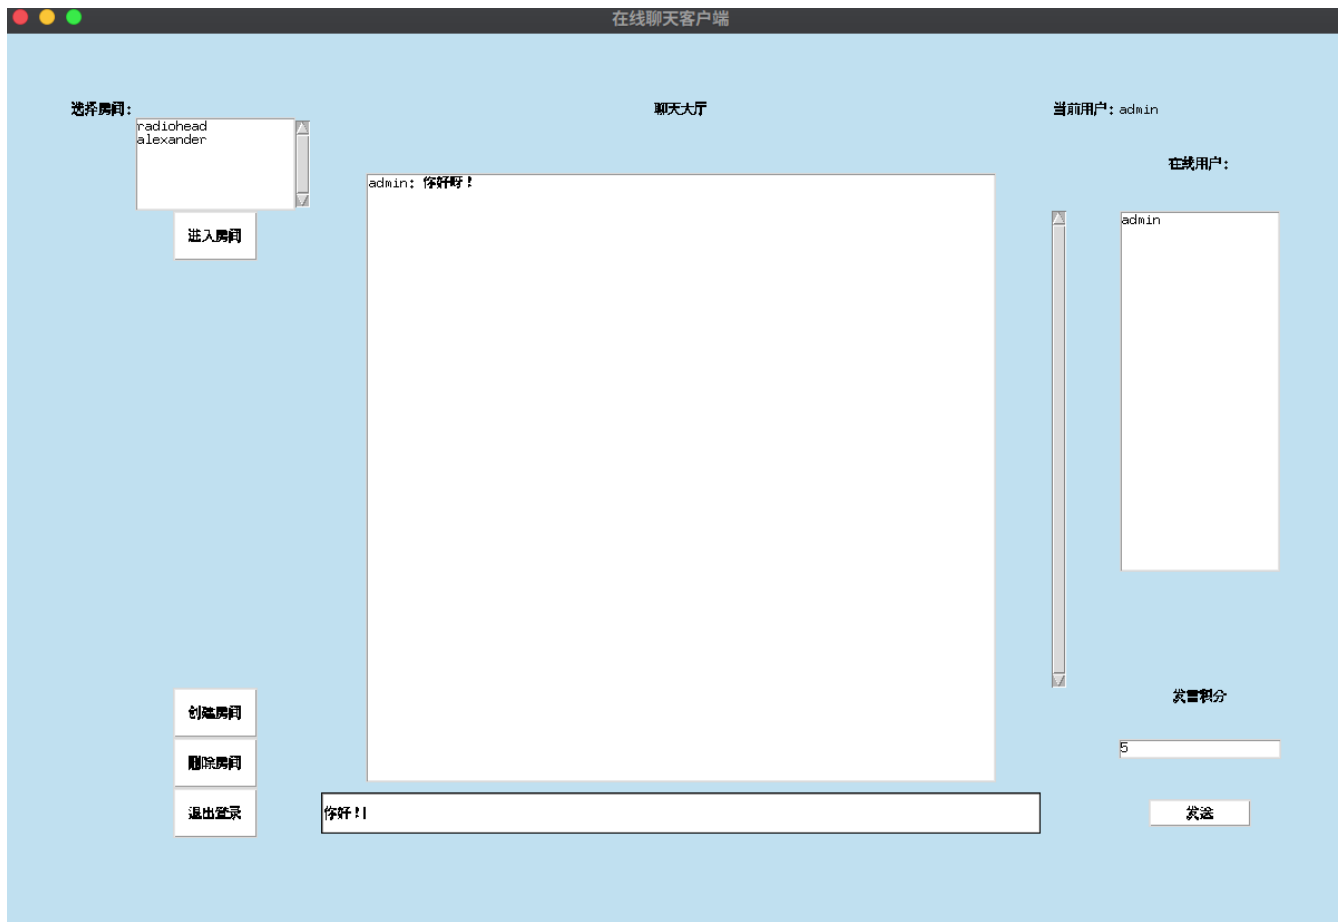 在线聊天客户端
选择房间:
聊天大厅
当前用户: admin
radiohead
alexander
在线用户:
admin: 你好呀!
admin
进入房间
创建房间
发言积分
删除房间
5
退出登录
你好!
发送